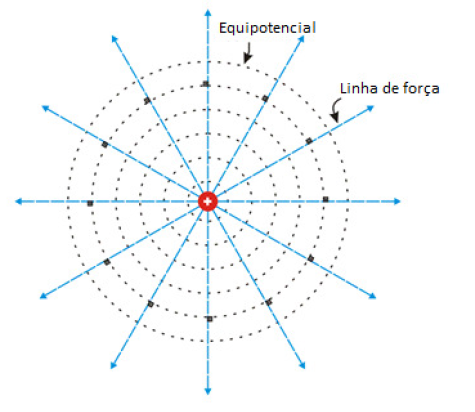 Equipotencial
Linha de força
+